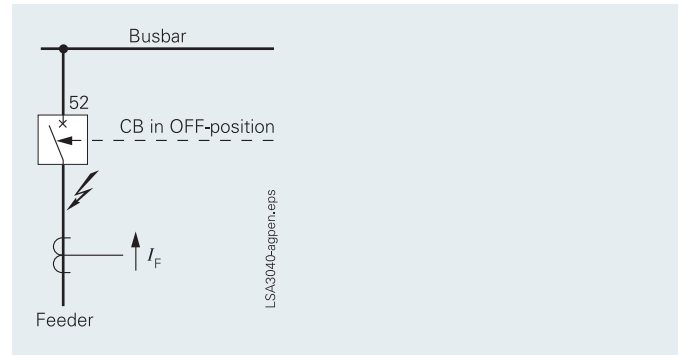 Busbar
52
CB in OFF-position
LSA3040-agpen.eps
I_F
Feeder